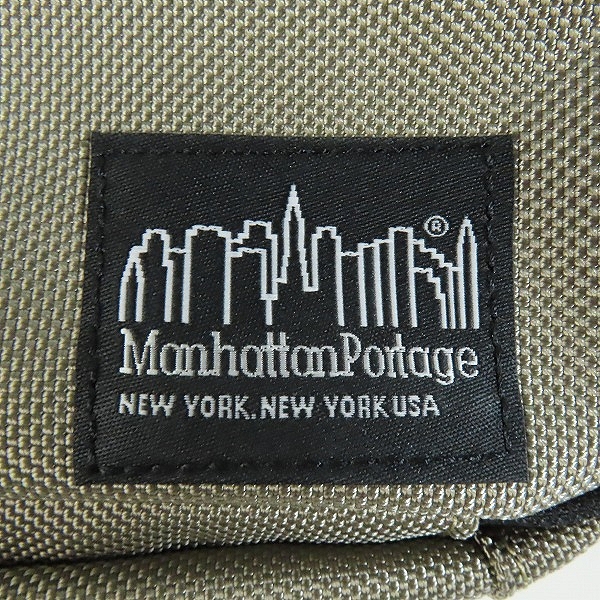 ®
ManhattanPortage
NEW YORK, NEW YORK USA